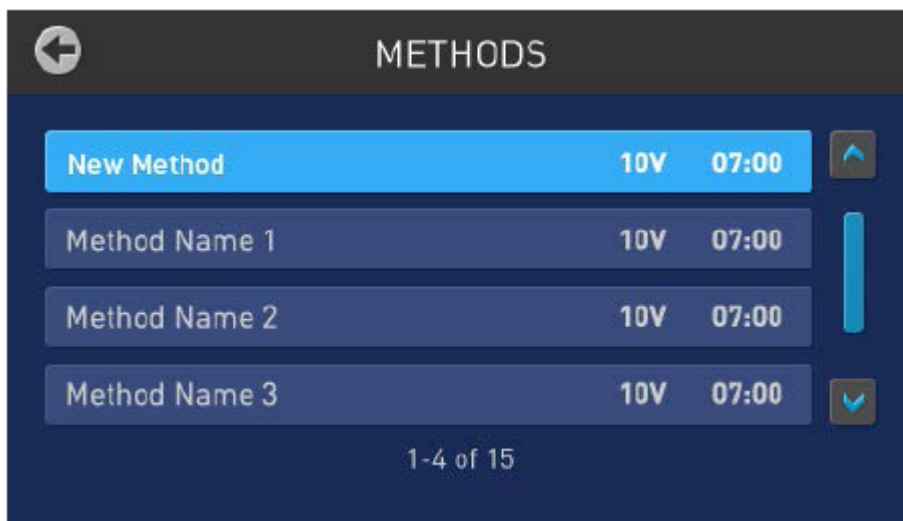 METHODS
New Method 10V 07:00
Method Name 1 10V 07:00
Method Name 2 10V 07:00
Method Name 3 10V 07:00
1-4 of 15